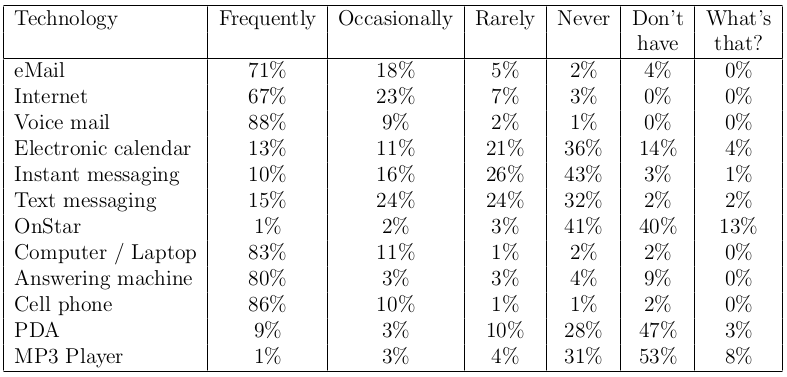 Technology Frequently Occasionally Rarely Never Don't What's
have that?
eMail 71% 18% 5% 2% 4% 0%
Internet 67% 23% 7% 3% 0% 0%
Voice mail 88% 9% 2% 1% 0% 0%
Electronic calendar 13% 11% 21% 36% 14% 4%
Instant messaging 10% 16% 26% 43% 3% 1%
Text messaging 15% 24% 24% 32% 2% 2%
OnStar 1% 2% 3% 41% 40% 13%
Computer / Laptop 83% 11% 1% 2% 2% 0%
Answering machine 80% 3% 3% 4% 9% 0%
Cell phone 86% 10% 1% 1% 2% 0%
PDA 9% 3% 10% 28% 47% 3%
MP3 Player 1% 3% 4% 31% 53% 8%